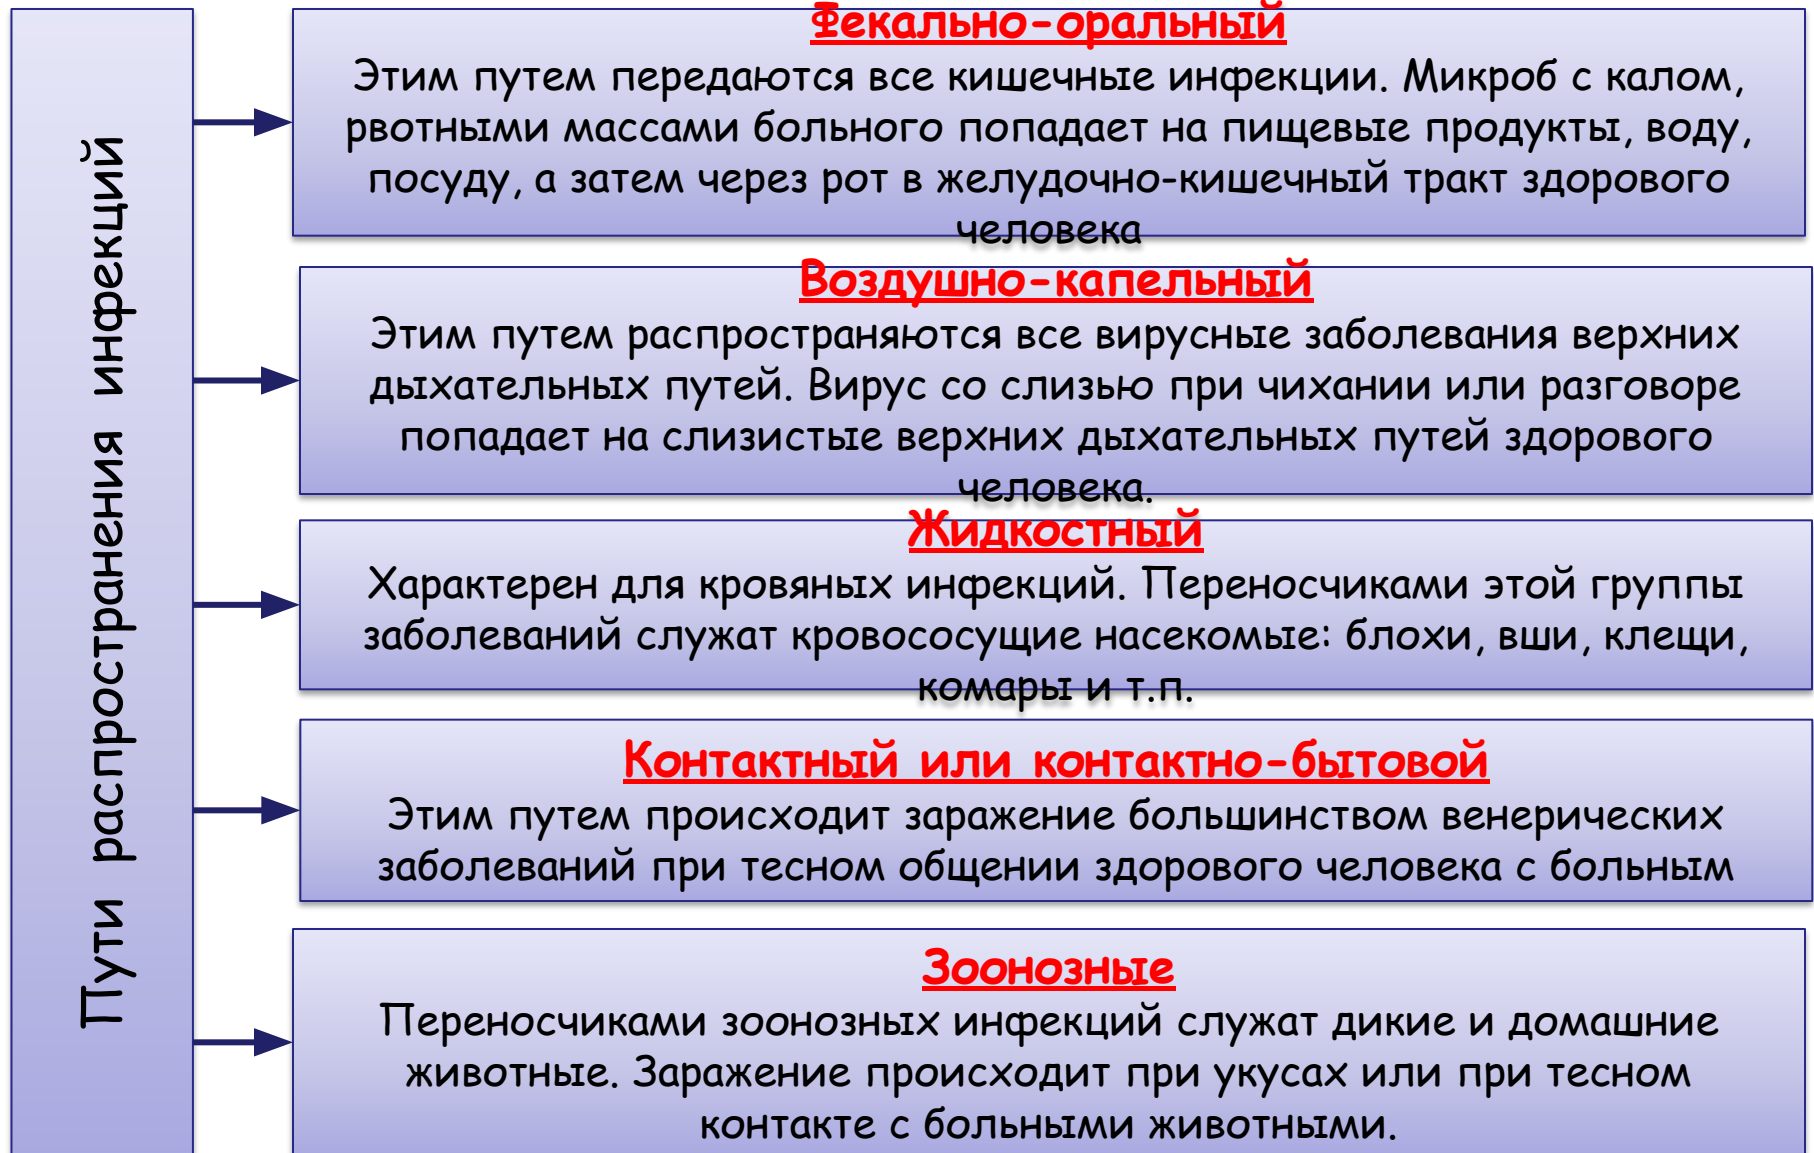 Пути распространения инфекций
Фекально-оральный
Этим путем передаются все кишечные инфекции. Микроб с калом,
рвотными массами больного попадает на пищевые продукты, воду,
посуду, а затем через рот в желудочно-кишечный тракт здорового
человека
Воздушно-капельный
Этим путем распространяются все вирусные заболевания верхних
дыхательных путей. Вирус со слизью при чихании или разговоре
попадает на слизистые верхних дыхательных путей здорового
человека.
Жидкостный
Характерен для кровяных инфекций. Переносчиками этой группы
заболеваний служат кровососущие насекомые: блохи, вши, клещи,
комары и т.п.
Контактный или контактно-бытовой
Этим путем происходит заражение большинством венерических
заболеваний при тесном общении здорового человека с больным
Зоонозные
Переносчиками зоонозных инфекций служат дикие и домашние
животные. Заражение происходит при укусах или при тесном
контакте с больными животными.